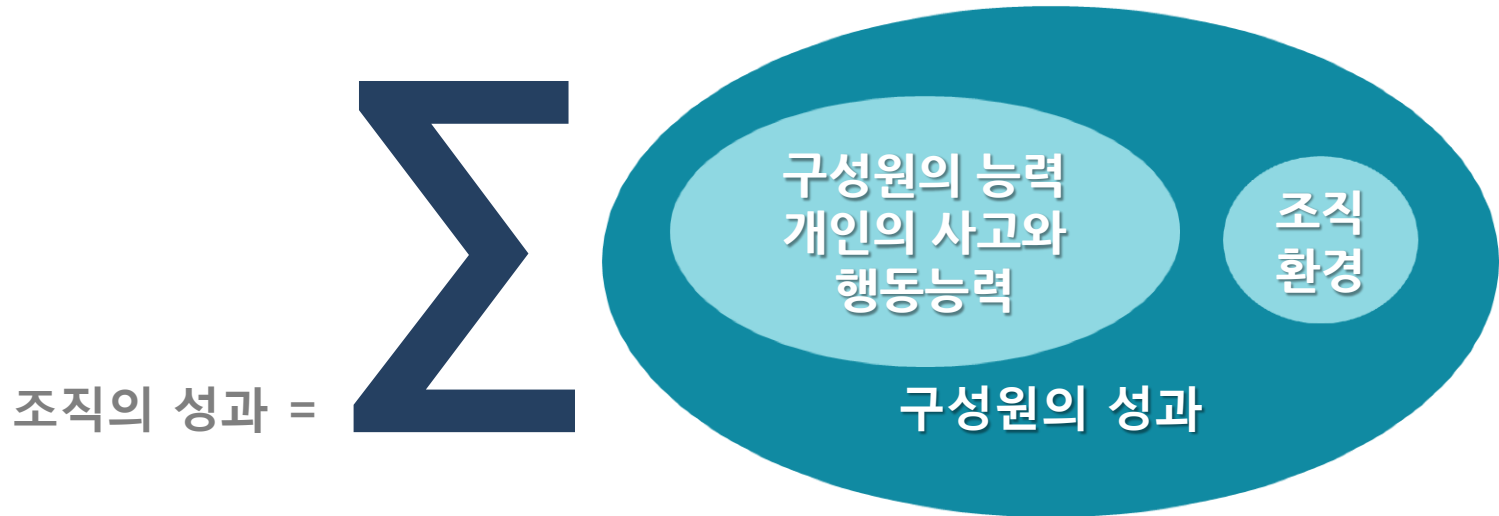 조직의 성과 =
∑
구성원의 능력
개인의 사고와
행동능력
조직
환경
구성원의 성과